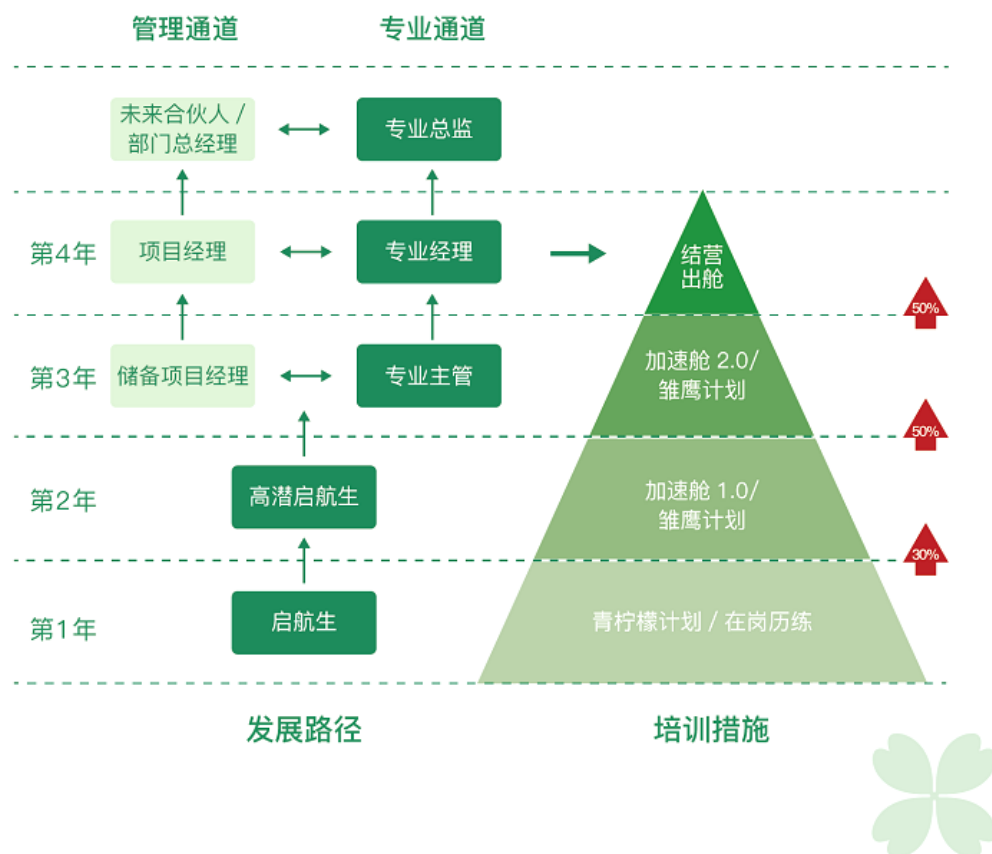 管理通道
专业通道
未来合伙人 /
部门总经理
专业总监
第4年
项目经理
专业经理
结营
出舱
50%
第3年
储备项目经理
专业主管
加速舱 2.0/
雏鹰计划
50%
第2年
高潜启航生
加速舱 1.0/
雏鹰计划
30%
第1年
启航生
青柠檬计划 / 在岗历练
发展路径
培训措施